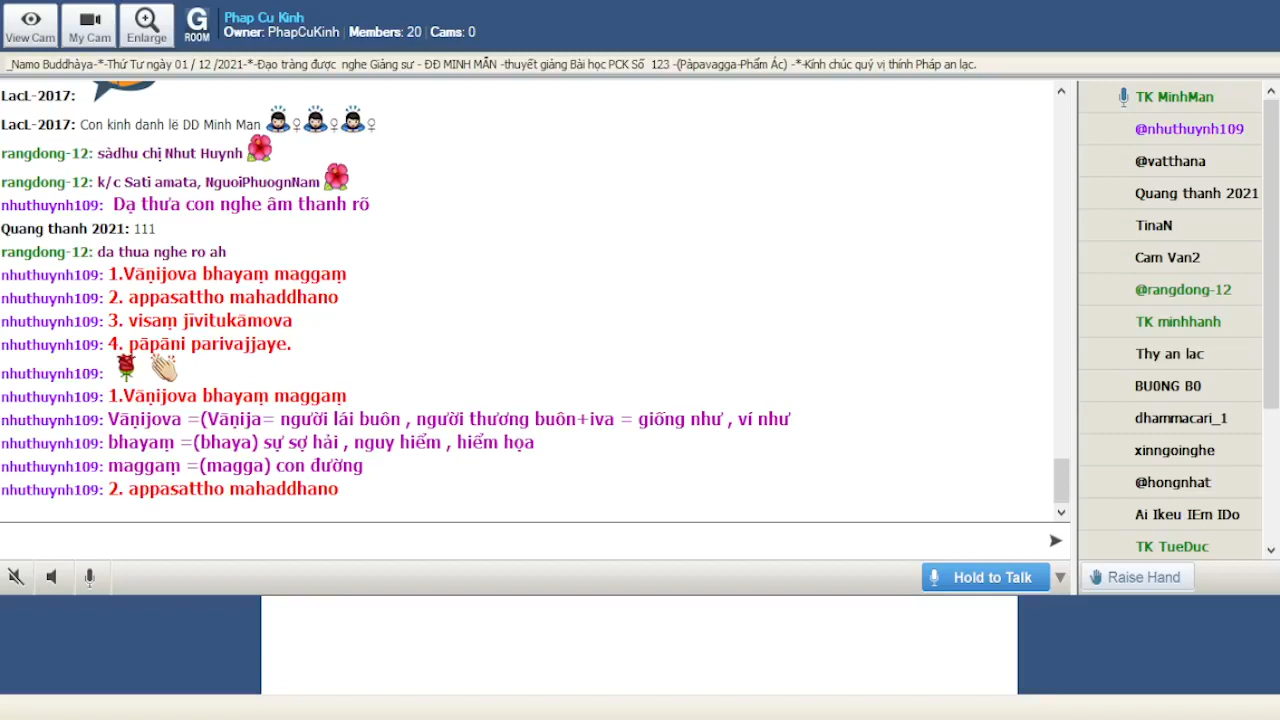 View Cam
My Cam
Enlarge
G
ROOM
Phap Cu Kinh
Owner: PhapCuKinh | Members: 20 | Cams: 0
_Namo Buddhàya-*-Thứ Tư ngày 01 / 12 /2021-*-Đạo tràng được nghe Giảng sư - ĐĐ MINH MẪN -thuyết giảng Bài học PCK Số 123 -(Pàpavagga-Phẩm Ác) -*-Kính chúc quý vị thính Pháp an lạc.
LacL-2017:
LacL-2017: Con kinh danh lê DD Minh Man
rangdong-12: sàdhu chị Nhut Huynh
rangdong-12: k/c Sati amata, NguoiPhuognNam
nhuthuynh109: Dạ thưa con nghe âm thanh rõ
Quang thanh 2021: 111
rangdong-12: da thua nghe ro ah
nhuthuynh109: 1.Vāṇijova bhayaṃ maggaṃ
nhuthuynh109: 2. appasattho mahaddhano
nhuthuynh109: 3. visaṃ jīvitukāmova
nhuthuynh109: 4. pāpāni parivajjaye.
nhuthuynh109:
nhuthuynh109: 1.Vāṇijova bhayaṃ maggaṃ
nhuthuynh109: Vāṇijova =(Vāṇija= người lái buôn , người thương buôn+iva = giống như , ví như
nhuthuynh109: bhayaṃ =(bhaya) sự sợ hải , nguy hiểm , hiểm họa
nhuthuynh109: maggaṃ =(magga) con đường
nhuthuynh109: 2. appasattho mahaddhano
Hold to Talk
TK MinhMan
@nhuthuynh109
@vatthana
Quang thanh 2021
TinaN
Cam Van2
@rangdong-12
TK minhhanh
Thy an lac
BU0NG B0
dhammacari_1
xinngoinghe
@hongnhat
Ai Ikeu IEm IDo
TK TueDuc
Raise Hand